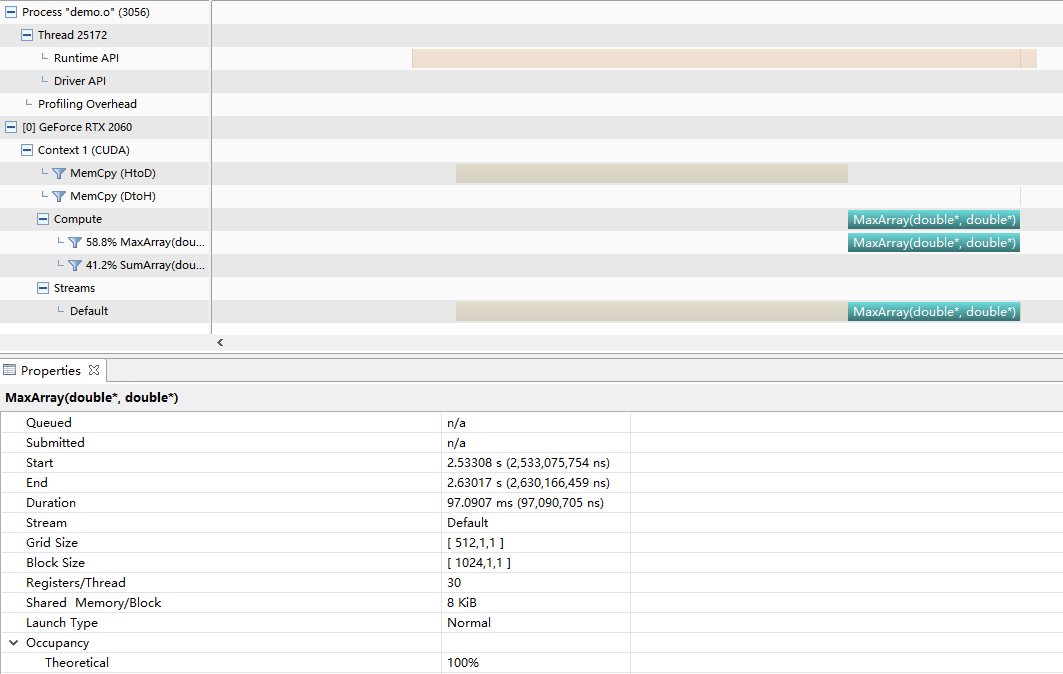 Process "demo.o" (3056)
Thread 25172
Runtime API
Driver API
Profiling Overhead
[0] GeForce RTX 2060
Context 1 (CUDA)
MemCpy (HtoD)
MemCpy (DtoH)
Compute MaxArray(double*, double*)
58.8% MaxArray(dou... MaxArray(double*, double*)
41.2% SumArray(dou...
Streams
Default MaxArray(double*, double*)
Properties
MaxArray(double*, double*)
Queued n/a
Submitted n/a
Start 2.53308 s (2,533,075,754 ns)
End 2.63017 s (2,630,166,459 ns)
Duration 97.0907 ms (97,090,705 ns)
Stream Default
Grid Size [ 512,1,1 ]
Block Size [ 1024,1,1 ]
Registers/Thread 30
Shared Memory/Block 8 KiB
Launch Type Normal
Occupancy
Theoretical 100%